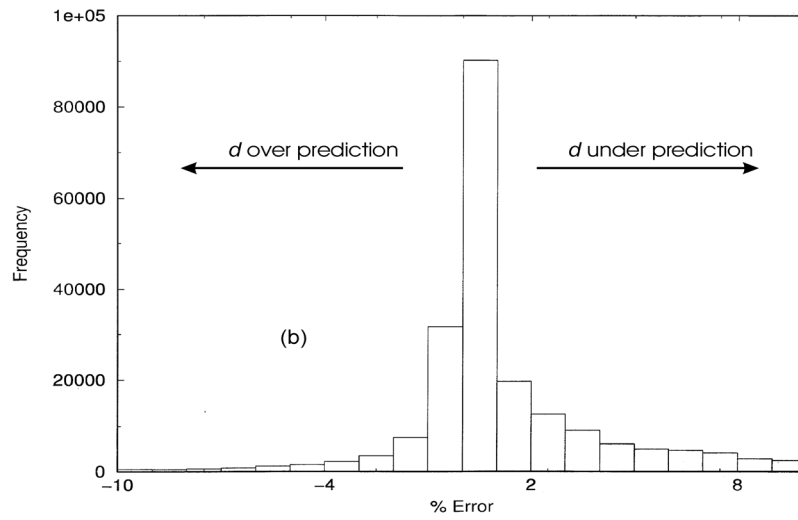 1e+05
80000
d over prediction
d under prediction
60000
Frequency
40000
(b)
20000
0
−10
−4
2
8
% Error